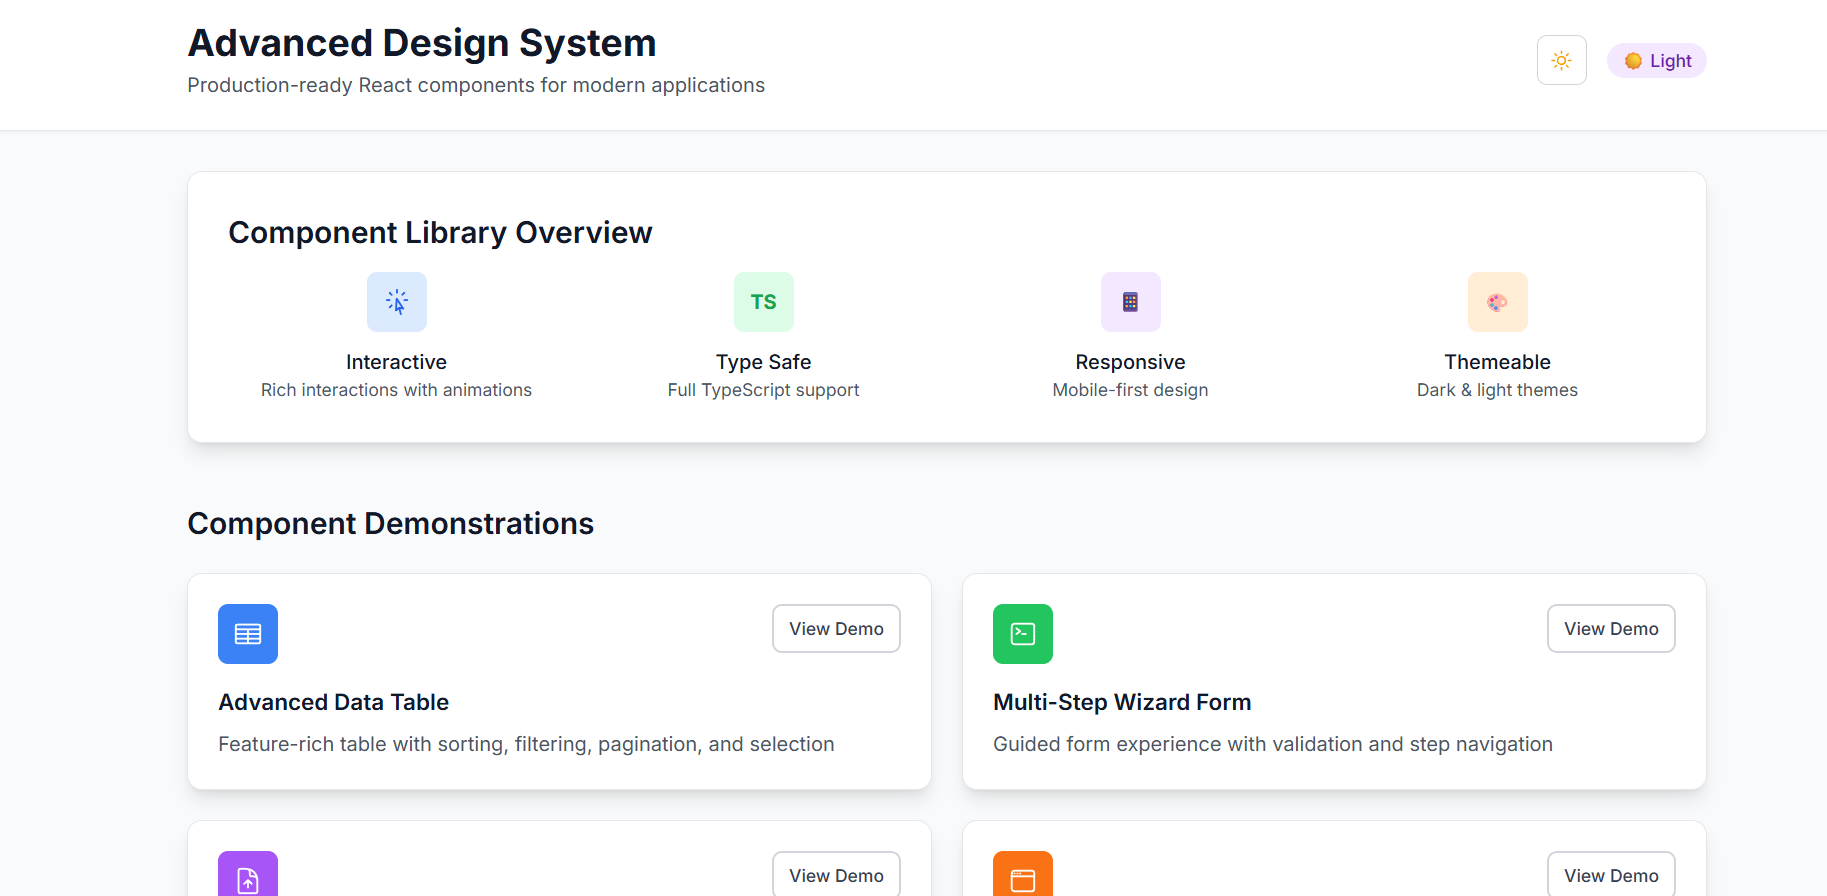 Advanced Design System
Production-ready React components for modern applications
Light
Component Library Overview
TS
Interactive
Rich interactions with animations
Type Safe
Full TypeScript support
Responsive
Mobile-first design
Themeable
Dark & light themes
Component Demonstrations
View Demo
Advanced Data Table
Feature-rich table with sorting, filtering, pagination, and selection
View Demo
Multi-Step Wizard Form
Guided form experience with validation and step navigation
View Demo
View Demo